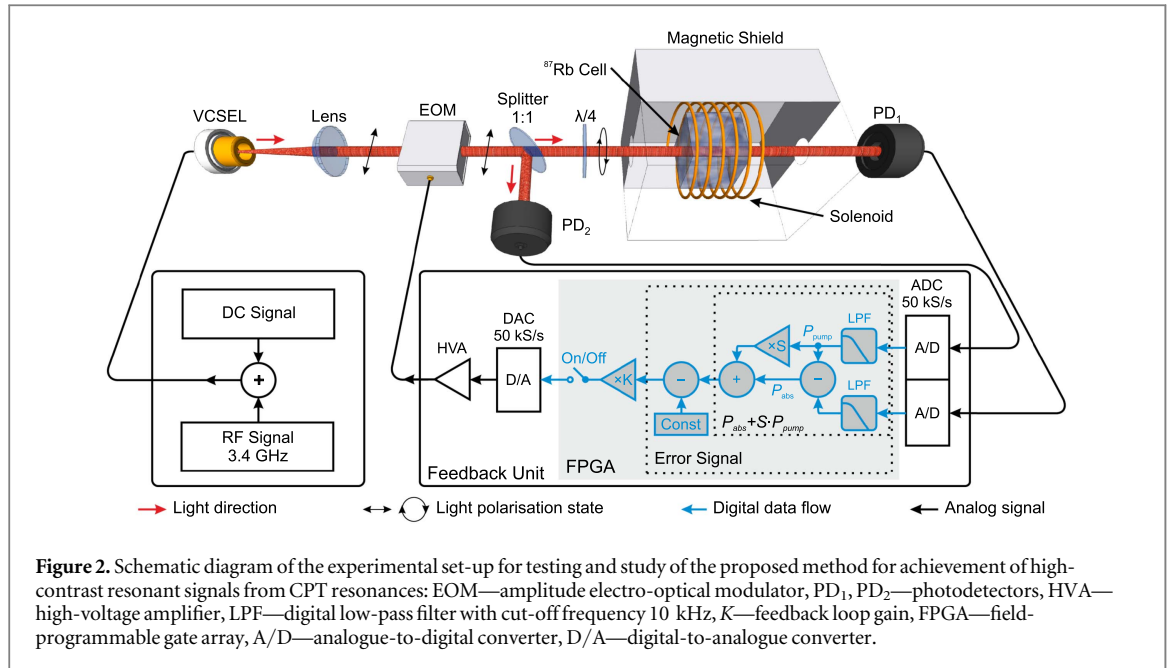 Magnetic Shield
⁸⁷Rb Cell
VCSEL
Lens
EOM
Splitter
1:1
λ/4
PD₁
PD₂
Solenoid
DC Signal
+
RF Signal
3.4 GHz
HVA
DAC
50 kS/s
D/A
On/Off
×K
−
Const
+
×S
P_pump
P_abs
−
LPF
LPF
ADC
50 kS/s
A/D
A/D
P_abs+S·P_pump
Error Signal
FPGA
Feedback Unit
Light direction
Light polarisation state
Digital data flow
Analog signal
Figure 2. Schematic diagram of the experimental set-up for testing and study of the proposed method for achievement of high-
contrast resonant signals from CPT resonances: EOM—amplitude electro-optical modulator, PD₁, PD₂—photodetectors, HVA—
high-voltage amplifier, LPF—digital low-pass filter with cut-off frequency 10 kHz, K—feedback loop gain, FPGA—field-
programmable gate array, A/D—analogue-to-digital converter, D/A—digital-to-analogue converter.